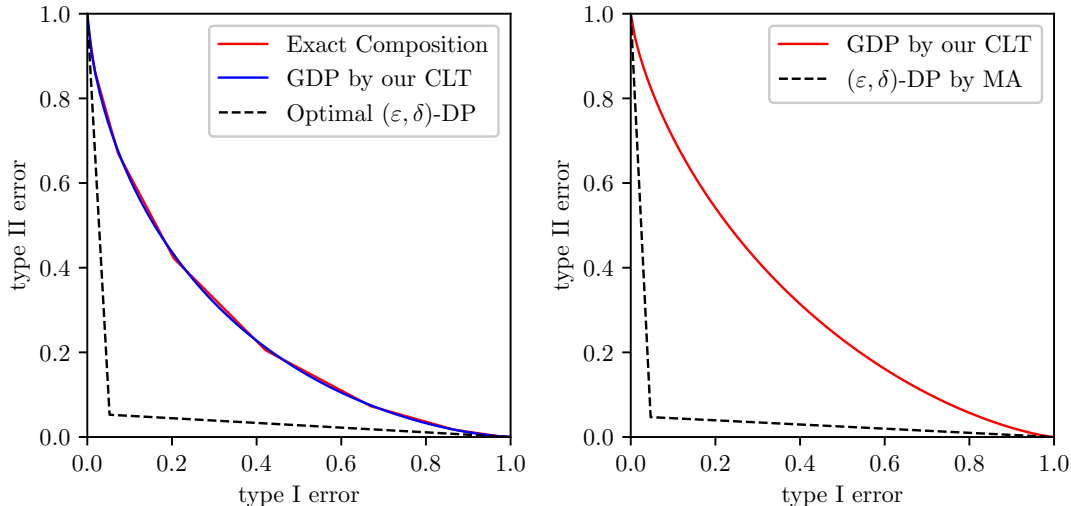 1.0
0.8
0.6
0.4
0.2
0.0
type II error
Exact Composition
GDP by our CLT
Optimal (ε, δ)-DP
0.0 0.2 0.4 0.6 0.8 1.0
type I error
1.0
0.8
0.6
0.4
0.2
0.0
type II error
GDP by our CLT
(ε, δ)-DP by MA
0.0 0.2 0.4 0.6 0.8 1.0
type I error